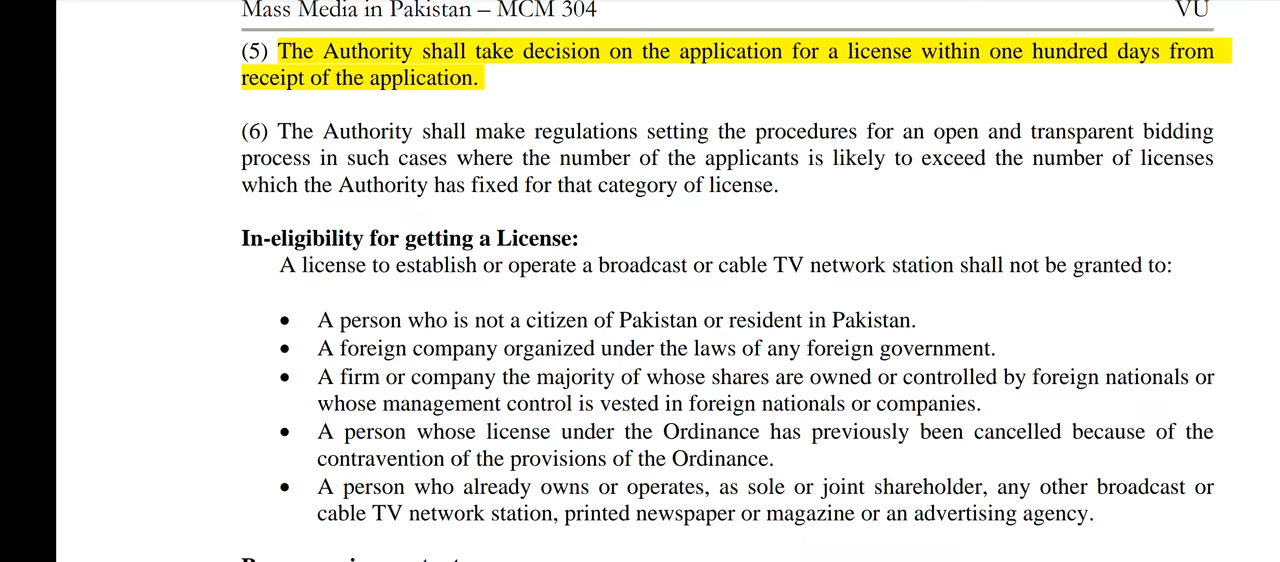 Mass Media in Pakistan – MCM 304 VU
(5) The Authority shall take decision on the application for a license within one hundred days from
receipt of the application.
(6) The Authority shall make regulations setting the procedures for an open and transparent bidding
process in such cases where the number of the applicants is likely to exceed the number of licenses
which the Authority has fixed for that category of license.
In-eligibility for getting a License:
A license to establish or operate a broadcast or cable TV network station shall not be granted to:
• A person who is not a citizen of Pakistan or resident in Pakistan.
• A foreign company organized under the laws of any foreign government.
• A firm or company the majority of whose shares are owned or controlled by foreign nationals or
whose management control is vested in foreign nationals or companies.
• A person whose license under the Ordinance has previously been cancelled because of the
contravention of the provisions of the Ordinance.
• A person who already owns or operates, as sole or joint shareholder, any other broadcast or
cable TV network station, printed newspaper or magazine or an advertising agency.